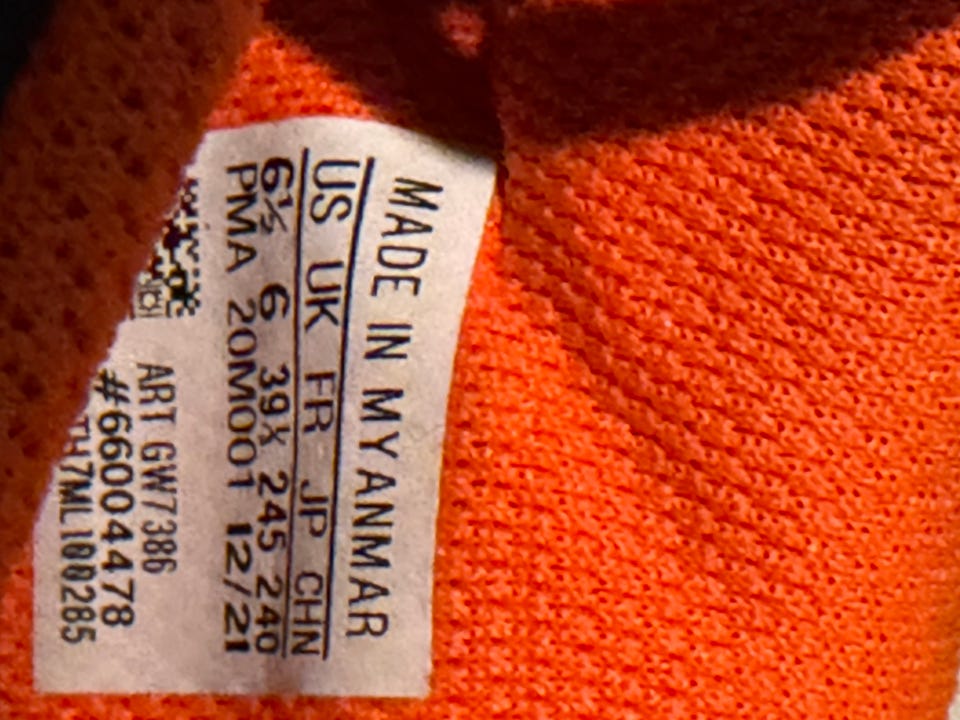 MADE IN MYANMAR
US UK FR JP CHN
6½ 6 39⅓ 245 240
PMA 20M001 12/21
ART GW7386
#66004478